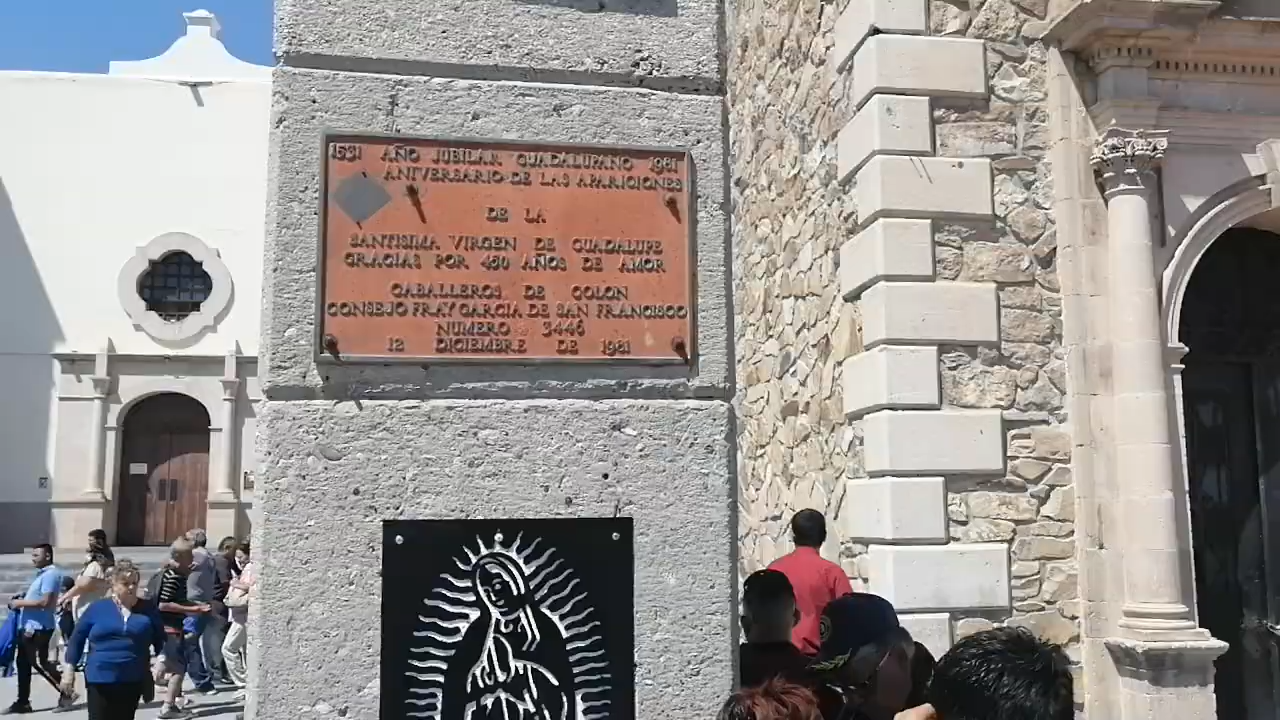 1531 AÑO JUBILAR GUADALUPANO 1981
ANIVERSARIO DE LAS APARICIONES
DE LA
SANTISIMA VIRGEN DE GUADALUPE
GRACIAS POR 450 AÑOS DE AMOR
CABALLEROS DE COLON
CONSEJO FRAY GARCIA DE SAN FRANCISCO
NUMERO 3446
12 DICIEMBRE DE 1981